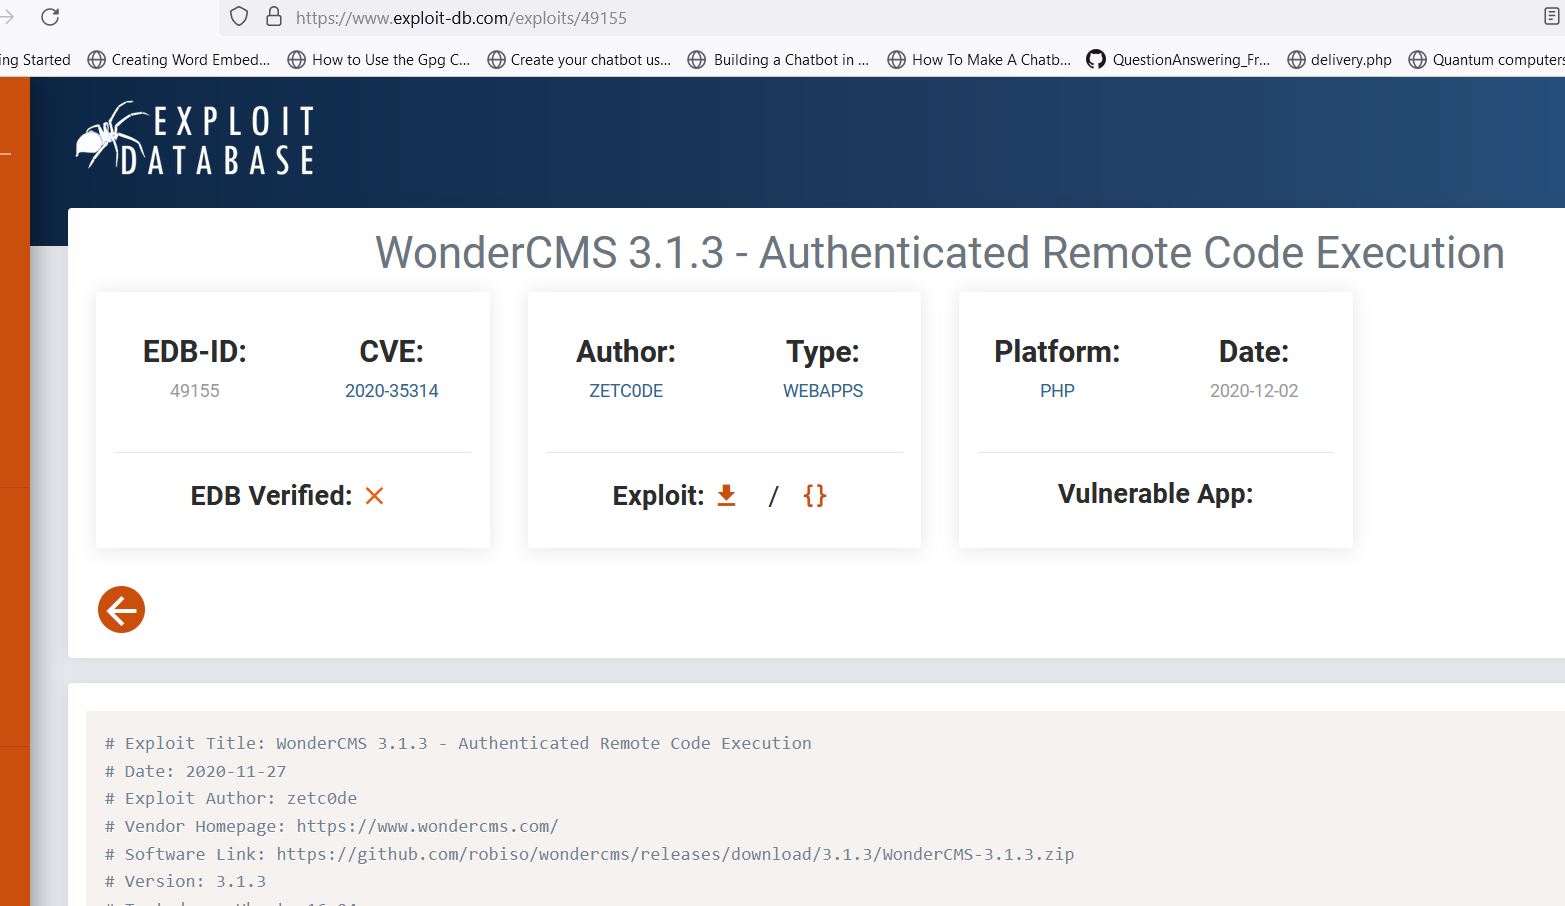 https://www.exploit-db.com/exploits/49155
ing Started Creating Word Embed... How to Use the Gpg C... Create your chatbot us... Building a Chatbot in ... How To Make A Chatb... QuestionAnswering_Fr... delivery.php Quantum computers
EXPLOIT
DATABASE
WonderCMS 3.1.3 - Authenticated Remote Code Execution
EDB-ID: CVE: Author: Type: Platform: Date:
49155 2020-35314 ZETC0DE WEBAPPS PHP 2020-12-02
EDB Verified: Exploit: / {} Vulnerable App:
# Exploit Title: WonderCMS 3.1.3 - Authenticated Remote Code Execution
# Date: 2020-11-27
# Exploit Author: zetc0de
# Vendor Homepage: https://www.wondercms.com/
# Software Link: https://github.com/robiso/wondercms/releases/download/3.1.3/WonderCMS-3.1.3.zip
# Version: 3.1.3